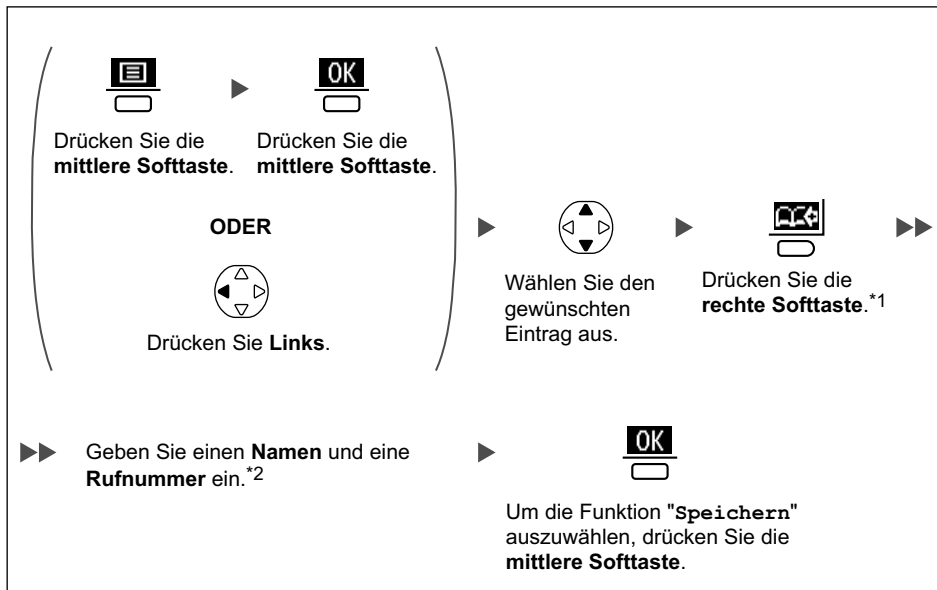 OK
Drücken Sie die
mittlere Softtaste.
Drücken Sie die
mittlere Softtaste.
ODER
Drücken Sie Links.
Wählen Sie den
gewünschten
Eintrag aus.
Drücken Sie die
rechte Softtaste.*1
Geben Sie einen Namen und eine
Rufnummer ein.*2
OK
Um die Funktion "Speichern"
auszuwählen, drücken Sie die
mittlere Softtaste.